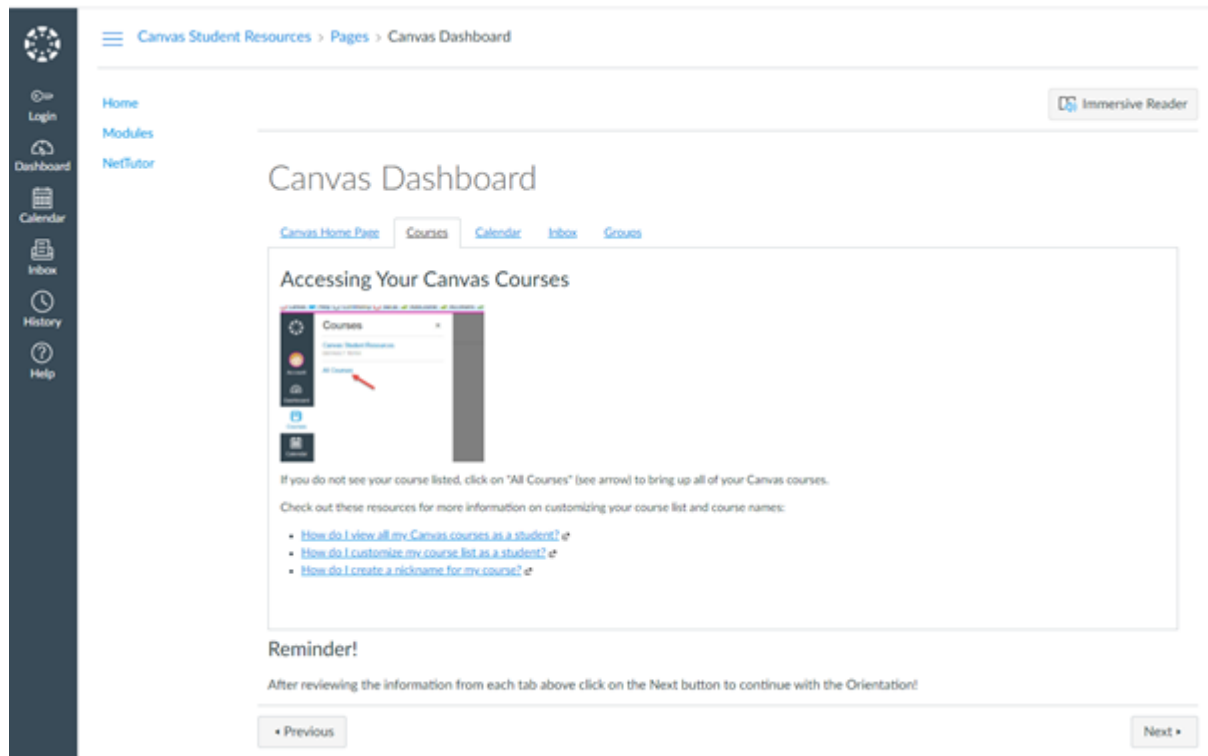 Canvas Student Resources > Pages > Canvas Dashboard
Login
Dashboard
Calendar
Inbox
History
Help
Home
Modules
NetTutor
Immersive Reader
Canvas Dashboard
Canvas Home Page Courses Calendar Inbox Groups
Accessing Your Canvas Courses
Courses
Canvas Student Resources
All Courses
Account
Dashboard
Courses
Calendar
If you do not see your course listed, click on "All Courses" (see arrow) to bring up all of your Canvas courses.
Check out these resources for more information on customizing your course list and course names:
How do I view all my Canvas courses as a student?
How do I customize my course list as a student?
How do I create a nickname for my course?
Reminder!
After reviewing the information from each tab above click on the Next button to continue with the Orientation!
Previous
Next